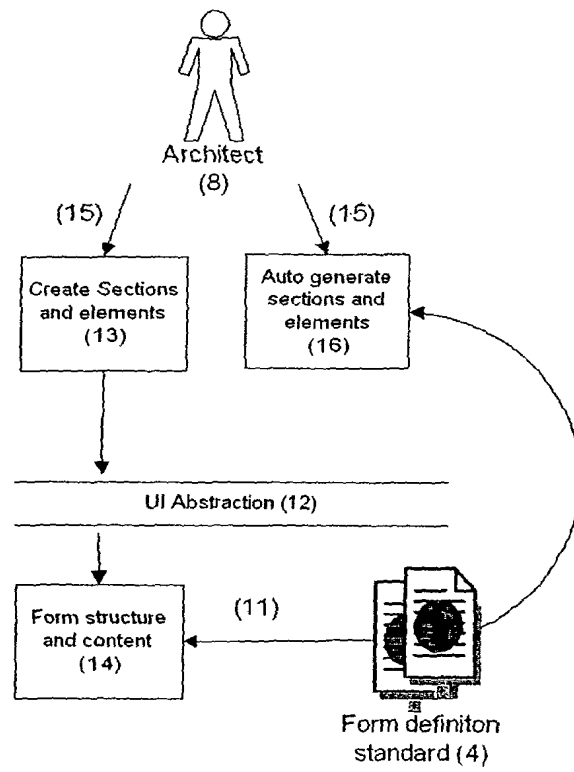 Architect
(8)
(15)
(15)
Create Sections
and elements
(13)
Auto generate
sections and
elements
(16)
UI Abstraction (12)
Form structure
and content
(14)
(11)
Form definiton
standard (4)